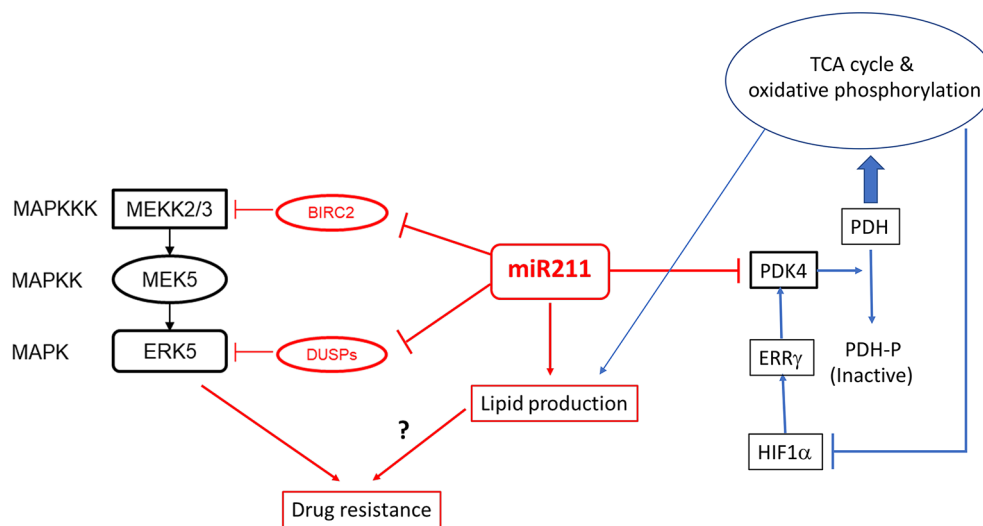 TCA cycle &
oxidative phosphorylation
MAPKKK
MEKK2/3
BIRC2
PDH
MAPKK
MEK5
miR211
PDK4
MAPK
ERK5
DUSPs
ERRγ
PDH-P
(Inactive)
Lipid production
?
HIF1α
Drug resistance